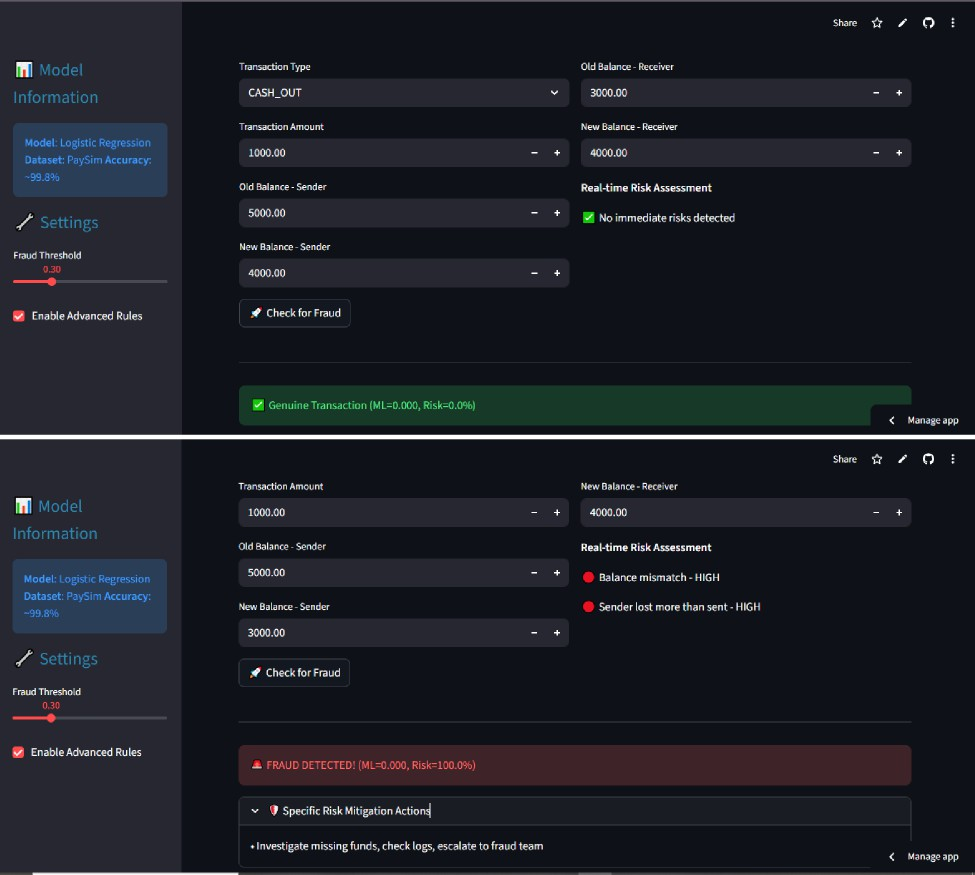 Share
📊 Model
Information
Model: Logistic Regression
Dataset: PaySim Accuracy:
~99.8%
🔧 Settings
Fraud Threshold
0.30
Enable Advanced Rules
Transaction Type
CASH_OUT
Transaction Amount
1000.00
Old Balance - Sender
5000.00
New Balance - Sender
4000.00
🚀 Check for Fraud
Old Balance - Receiver
3000.00
New Balance - Receiver
4000.00
Real-time Risk Assessment
✅ No immediate risks detected
✅ Genuine Transaction (ML=0.000, Risk=0.0%)
Manage app
Share
📊 Model
Information
Model: Logistic Regression
Dataset: PaySim Accuracy:
~99.8%
🔧 Settings
Fraud Threshold
0.30
Enable Advanced Rules
Transaction Amount
1000.00
Old Balance - Sender
5000.00
New Balance - Sender
3000.00
🚀 Check for Fraud
New Balance - Receiver
4000.00
Real-time Risk Assessment
🔴 Balance mismatch - HIGH
🔴 Sender lost more than sent - HIGH
🚨 FRAUD DETECTED! (ML=0.000, Risk=100.0%)
🛡️ Specific Risk Mitigation Actions
• Investigate missing funds, check logs, escalate to fraud team
Manage app